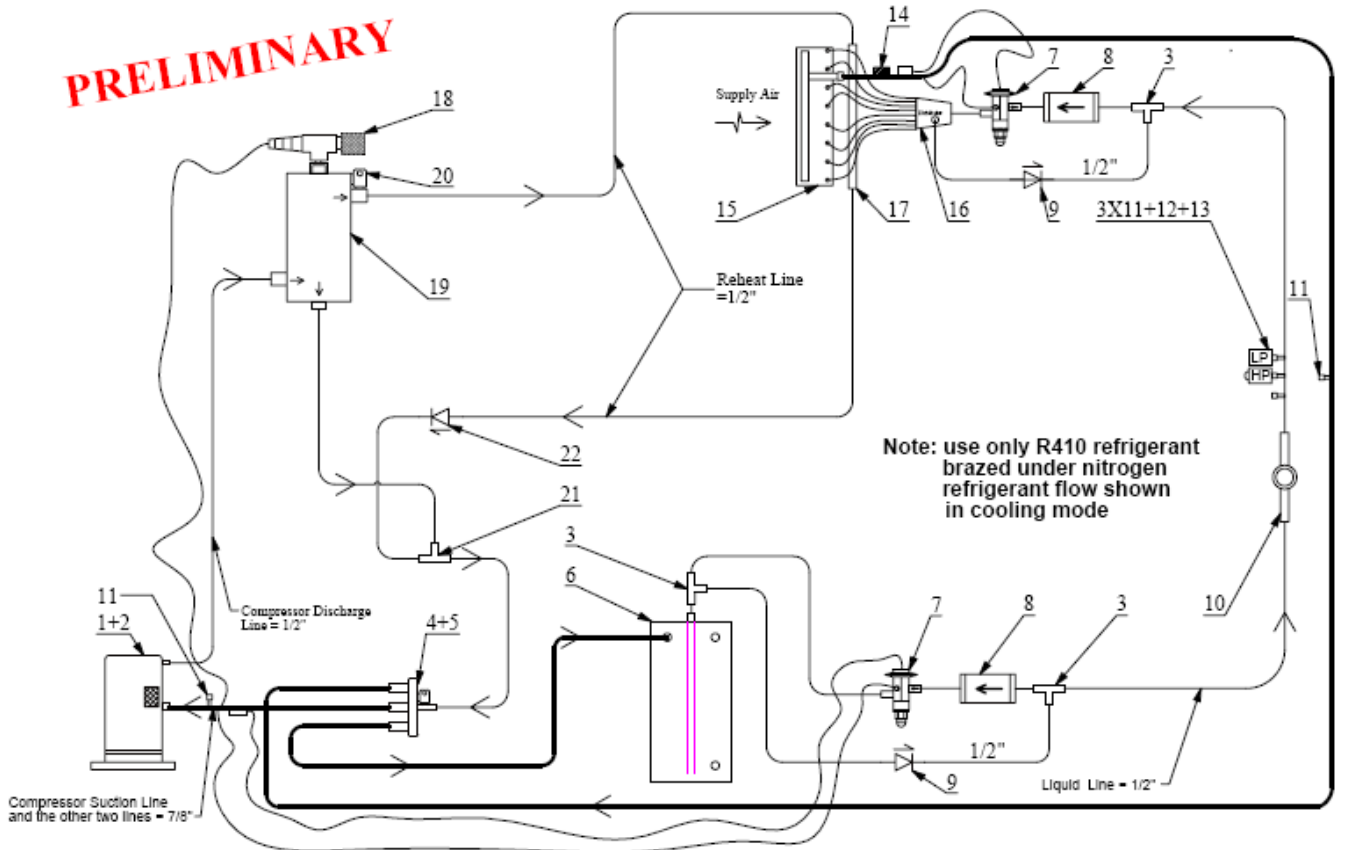 PRELIMINARY
14
7
8
3
18
Supply Air
20
1/2"
15
17
16
9
3X11+12+13
19
Reheat Line
=1/2"
11
LP
HP
22
Note: use only R410 refrigerant
brazed under nitrogen
refrigerant flow shown
in cooling mode
21
3
6
10
11
Compressor Discharge
Line = 1/2"
1+2
4+5
7
8
3
1/2"
9
Liquid Line = 1/2"
Compressor Suction Line
and the other two lines = 7/8"